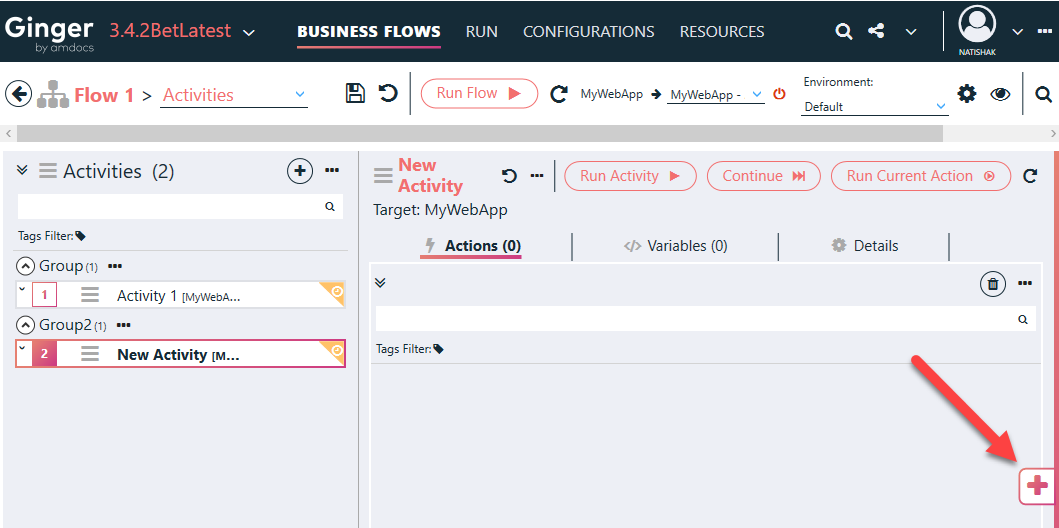 Ginger
by amdocs
3.4.2BetLatest
BUSINESS FLOWS
RUN
CONFIGURATIONS
RESOURCES
NATISHAK
Flow 1 > Activities
Run Flow
MyWebApp
MyWebApp -
Environment:
Default
Activities (2)
Tags Filter:
Group (1)
1
Activity 1 [MyWebA...
Group2 (1)
2
New Activity [M...
New
Activity
Run Activity
Continue
Run Current Action
Target: MyWebApp
Actions (0)
Variables (0)
Details
Tags Filter: